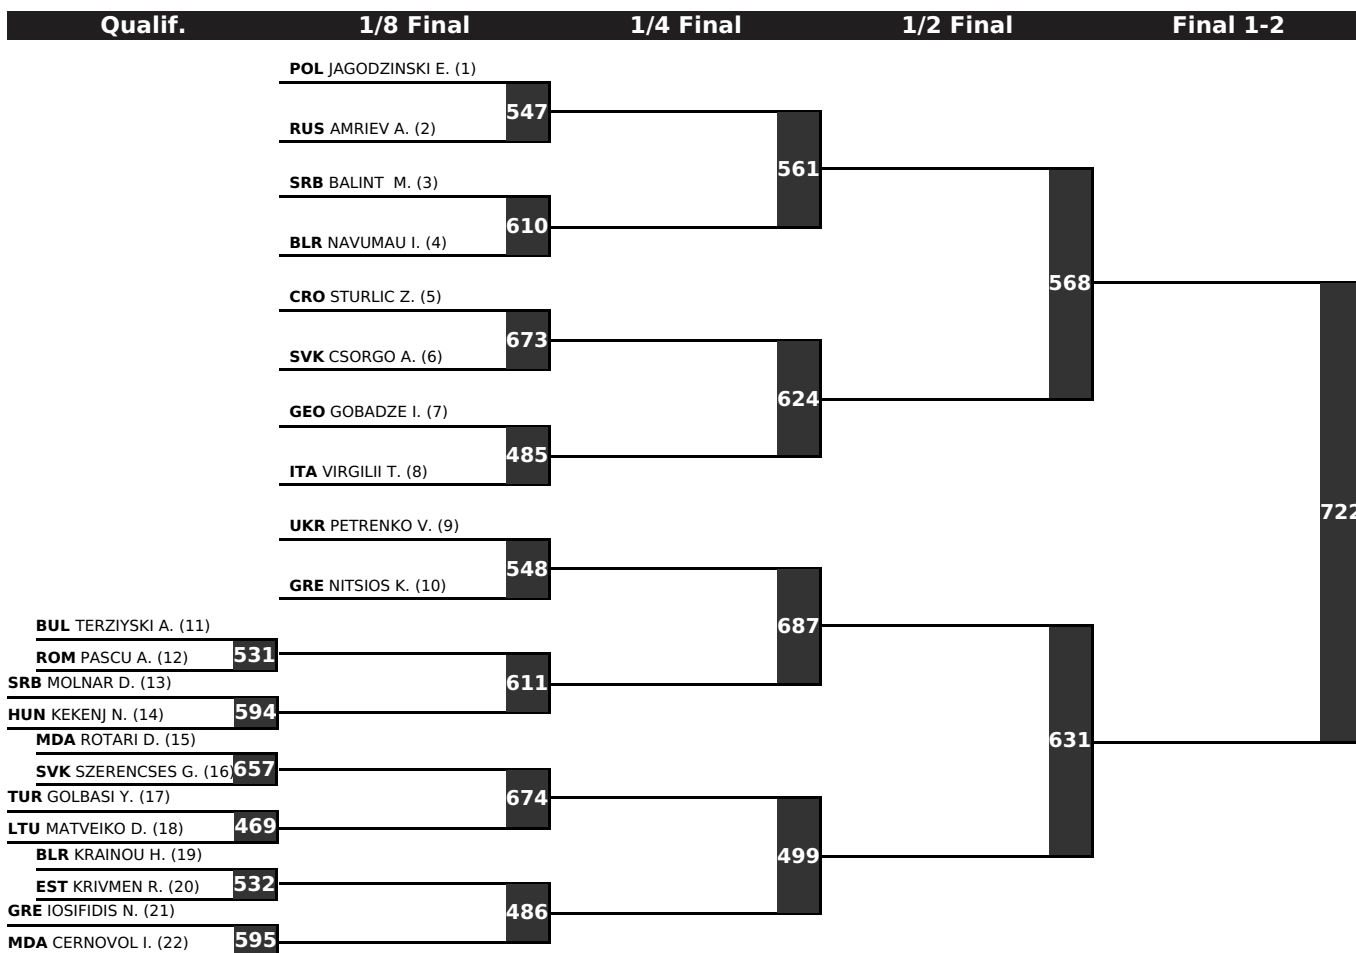 Qualif. 1/8 Final 1/4 Final 1/2 Final Final 1-2
POL JAGODZINSKI E. (1)
547
RUS AMRIEV A. (2)
561
SRB BALINT M. (3)
610
BLR NAVUMAU I. (4)
568
CRO STURLIC Z. (5)
673
SVK CSORGO A. (6)
624
GEO GOBADZE I. (7)
485
ITA VIRGILII T. (8)
722
UKR PETRENKO V. (9)
548
GRE NITSIOS K. (10)
BUL TERZIYSKI A. (11)
687
531
ROM PASCU A. (12)
611
SRB MOLNAR D. (13)
594
HUN KEKENJ N. (14)
MDA ROTARI D. (15)
631
SVK SZERENCSES G. (16) 657
TUR GOLBASI Y. (17)
674
LTU MATVEIKO D. (18) 469
BLR KRAINOU H. (19)
499
EST KRIVMEN R. (20) 532
GRE IOSIFIDIS N. (21)
486
MDA CERNOVOL I. (22) 595